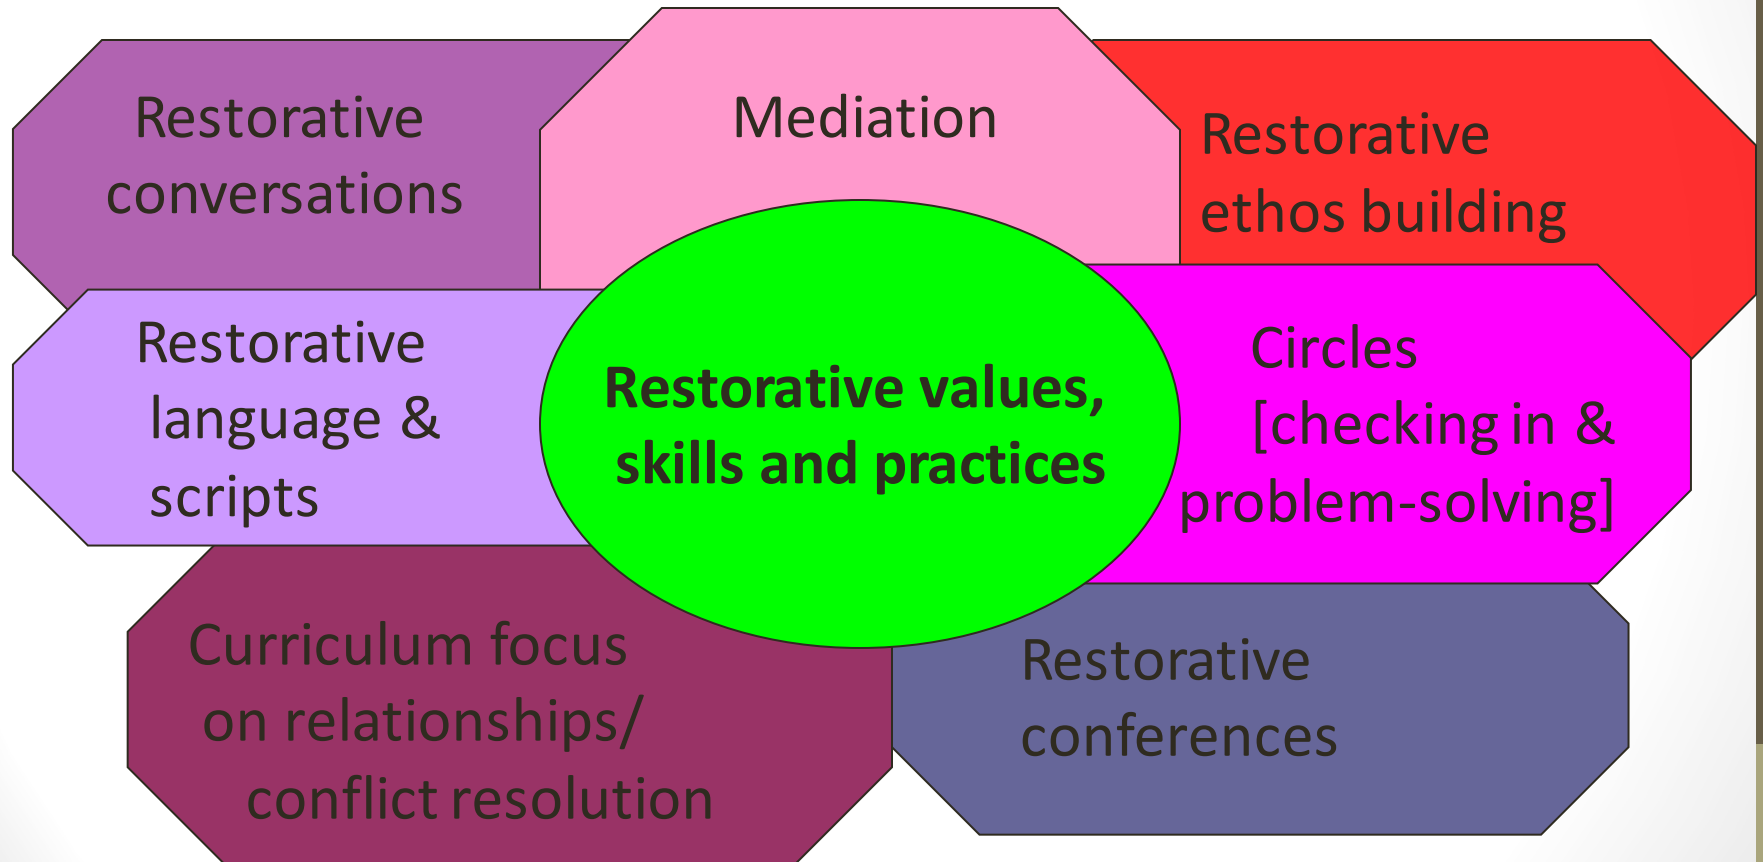 Restorative
conversations
Mediation
Restorative
ethos building
Restorative
language &
scripts
Restorative values,
skills and practices
Circles
[checking in &
problem-solving]
Curriculum focus
on relationships/
conflict resolution
Restorative
conferences